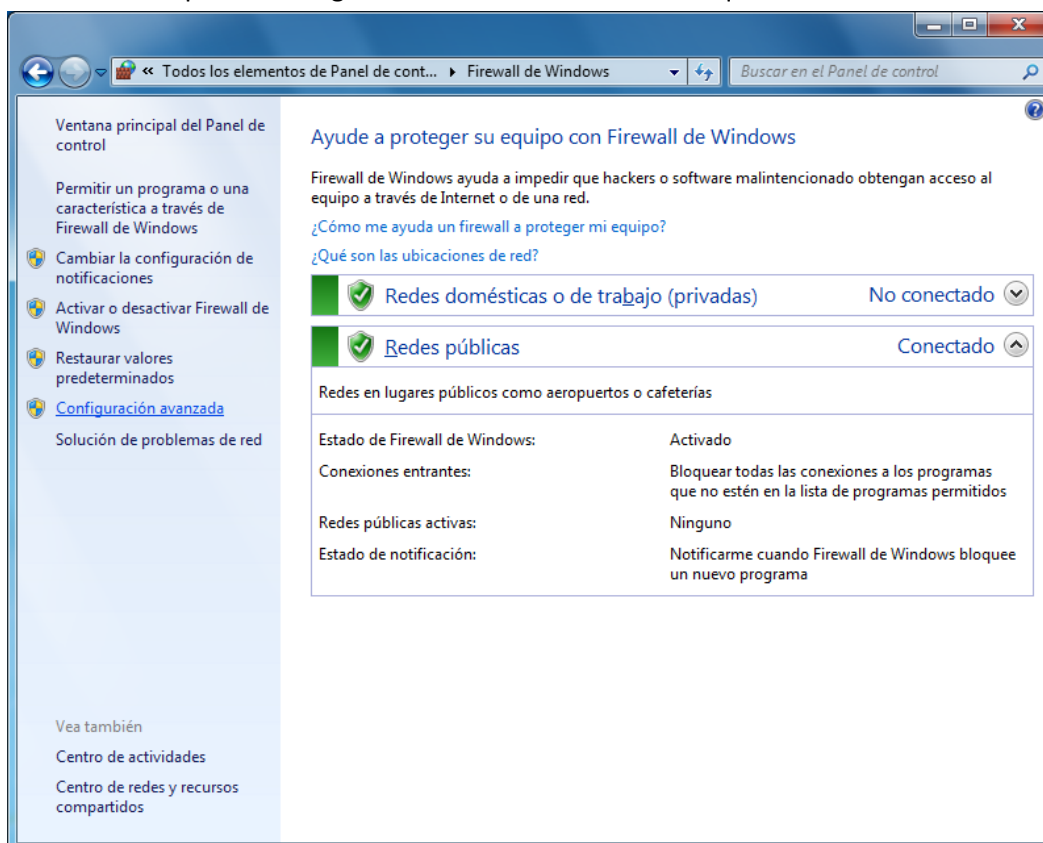 « Todos los elementos de Panel de cont... ▸ Firewall de Windows
Buscar en el Panel de control
Ventana principal del Panel de
control
Permitir un programa o una
característica a través de
Firewall de Windows
Cambiar la configuración de
notificaciones
Activar o desactivar Firewall de
Windows
Restaurar valores
predeterminados
Configuración avanzada
Solución de problemas de red
Vea también
Centro de actividades
Centro de redes y recursos
compartidos
Ayude a proteger su equipo con Firewall de Windows
Firewall de Windows ayuda a impedir que hackers o software malintencionado obtengan acceso al
equipo a través de Internet o de una red.
¿Cómo me ayuda un firewall a proteger mi equipo?
¿Qué son las ubicaciones de red?
Redes domésticas o de trabajo (privadas) No conectado
Redes públicas Conectado
Redes en lugares públicos como aeropuertos o cafeterías
Estado de Firewall de Windows: Activado
Conexiones entrantes: Bloquear todas las conexiones a los programas
que no estén en la lista de programas permitidos
Redes públicas activas: Ninguno
Estado de notificación: Notificarme cuando Firewall de Windows bloquee
un nuevo programa